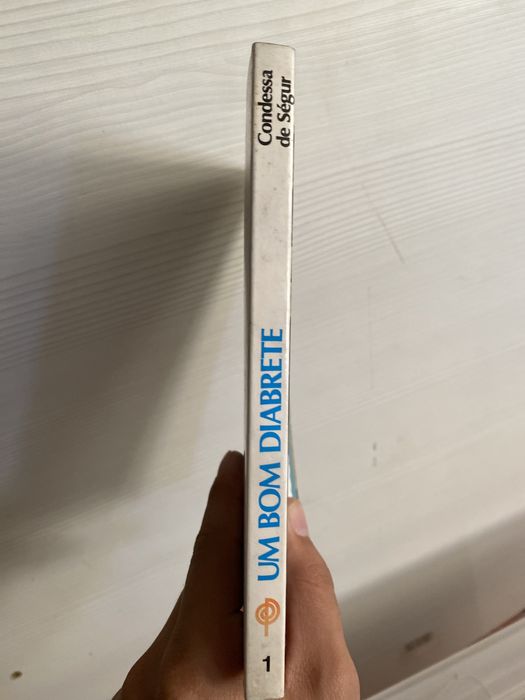 Condessa
de Ségur
UM BOM DIABRETE
1